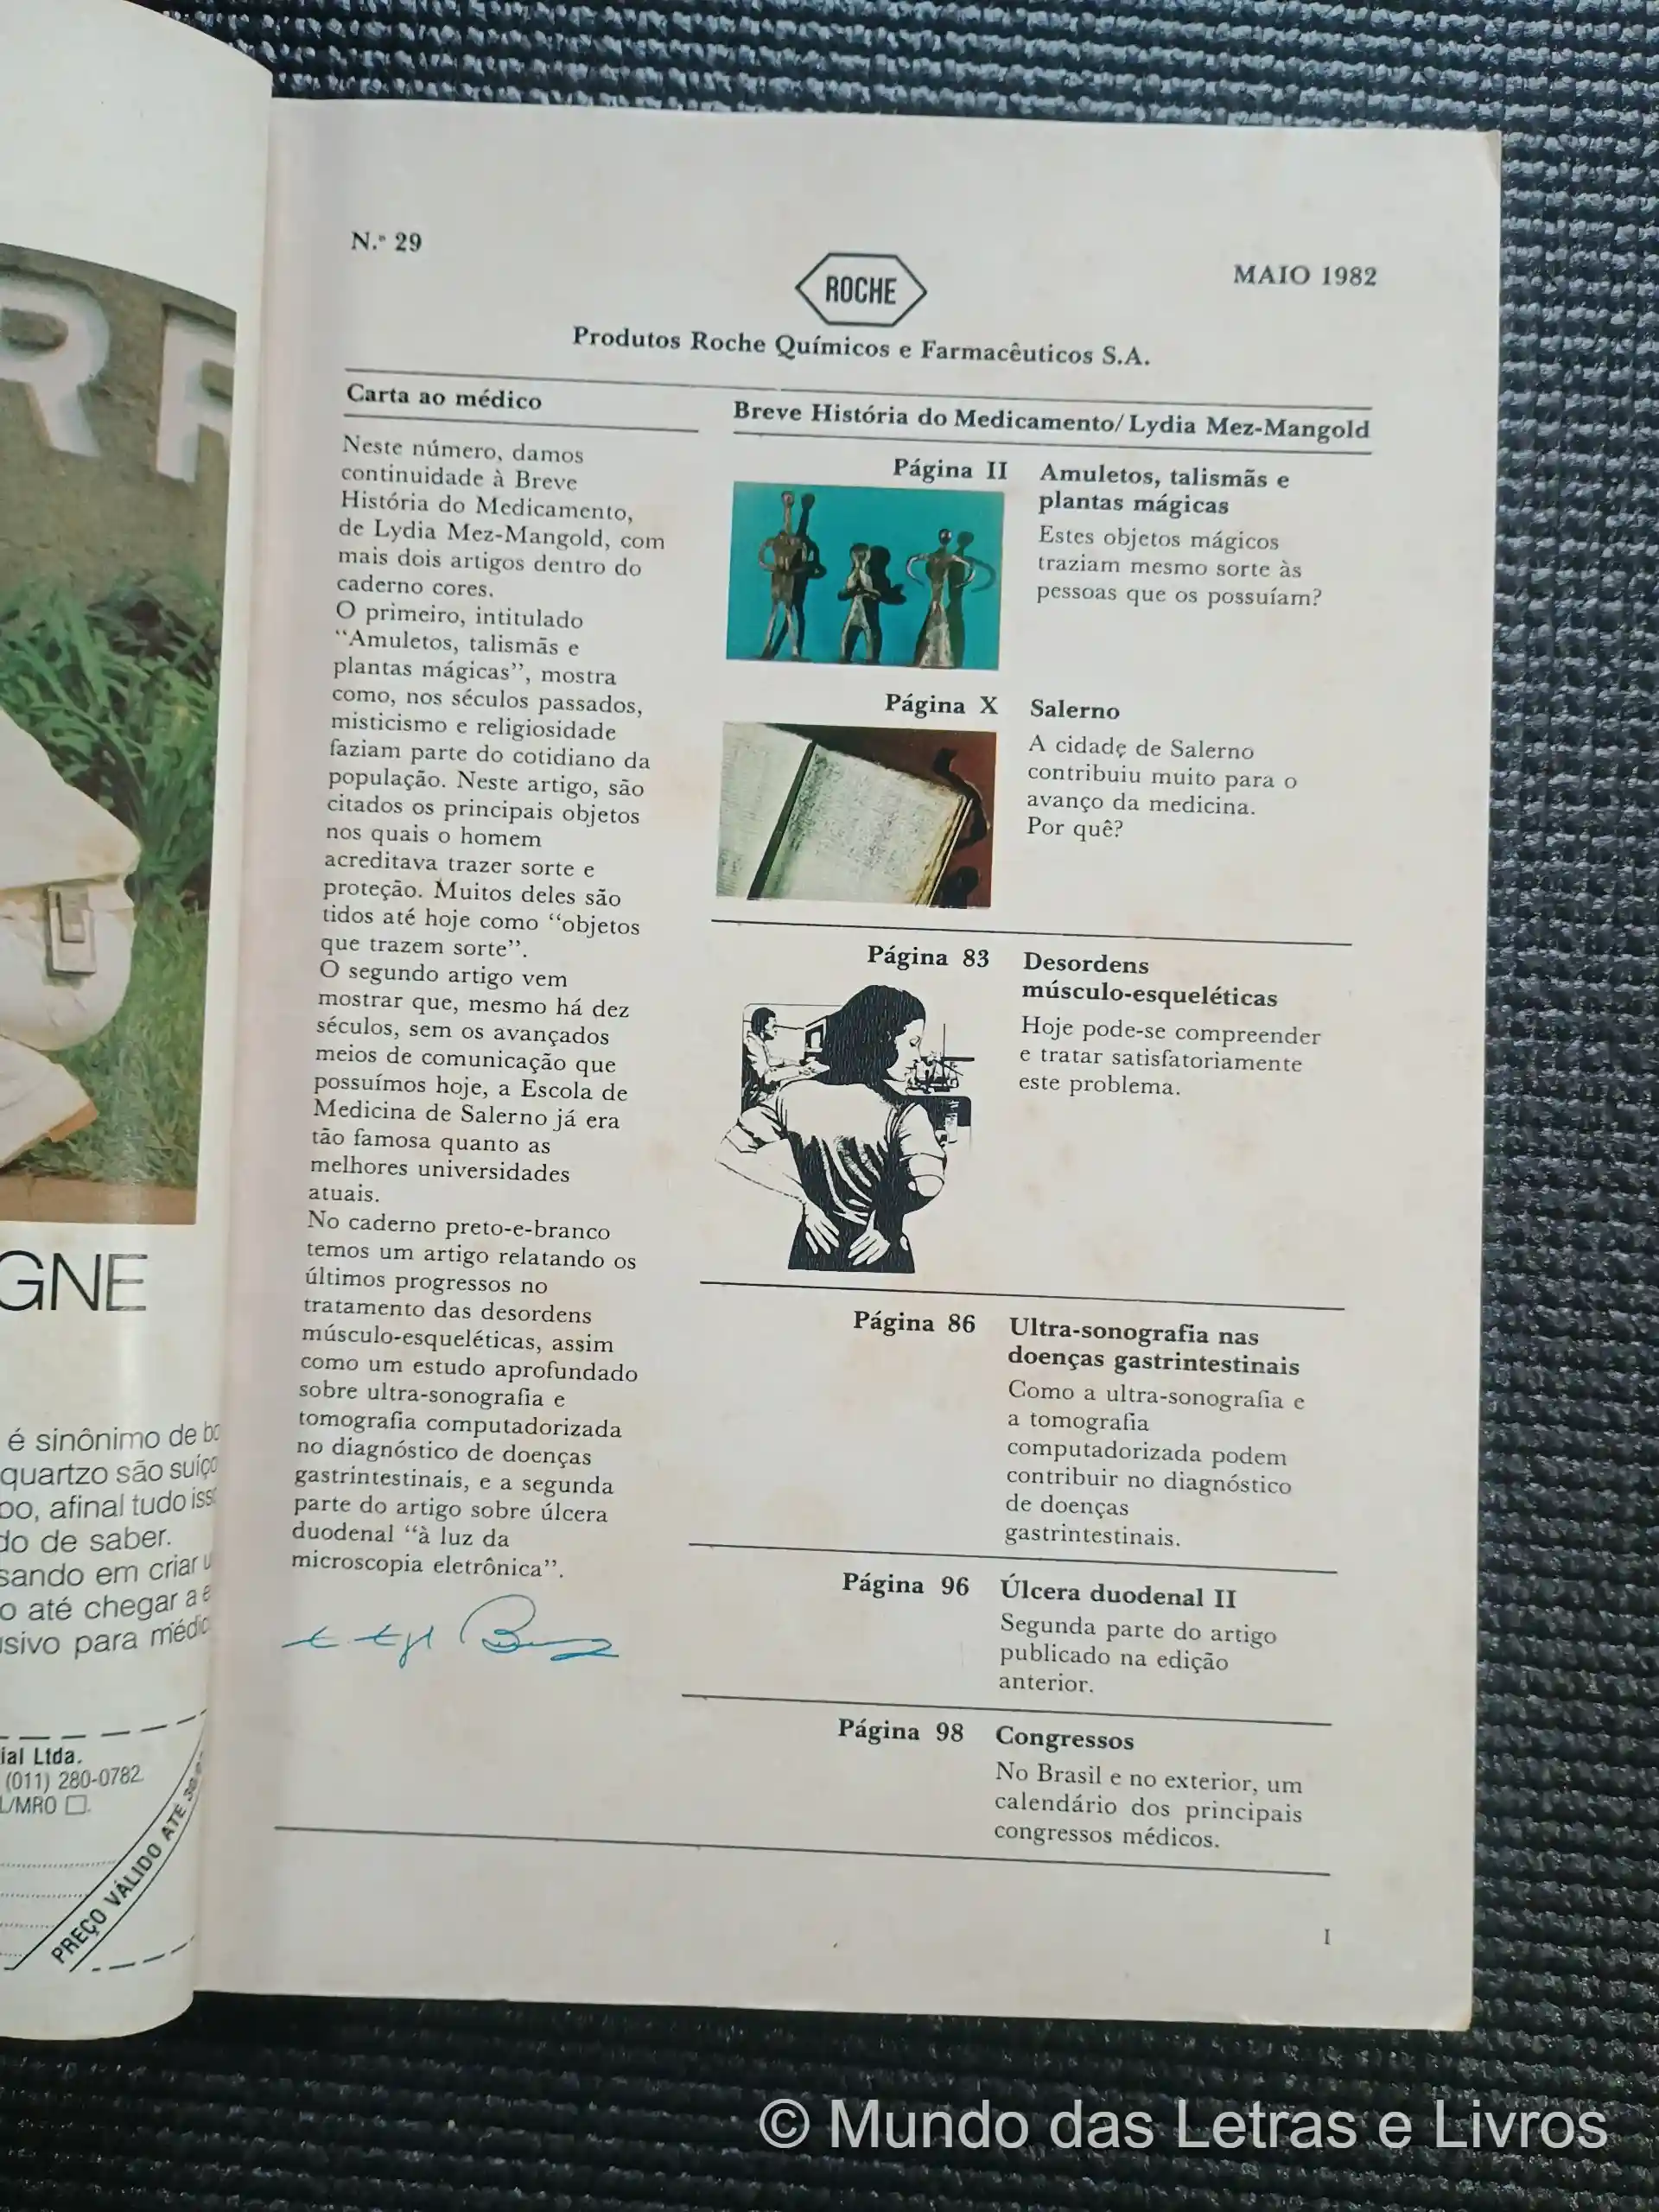 R
GNE
é sinônimo de
quartzo são
afinal tudo
do de saber.
em criar
o até chegar a
para
ial Ltda.
(011) 280-0782
L/MRO
PREÇO VÁLIDO ATÉ
N.º 29
ROCHE
MAIO 1982
Produtos Roche Químicos e Farmacêuticos S.A.
Carta ao médico
Neste número, damos
continuidade à Breve
História do Medicamento,
de Lydia Mez-Mangold, com
mais dois artigos dentro do
caderno cores.
O primeiro, intitulado
“Amuletos, talismãs e
plantas mágicas”, mostra
como, nos séculos passados,
misticismo e religiosidade
faziam parte do cotidiano da
população. Neste artigo, são
citados os principais objetos
nos quais o homem
acreditava trazer sorte e
proteção. Muitos deles são
tidos até hoje como “objetos
que trazem sorte”.
O segundo artigo vem
mostrar que, mesmo há dez
séculos, sem os avançados
meios de comunicação que
possuímos hoje, a Escola de
Medicina de Salerno já era
tão famosa quanto as
melhores universidades
atuais.
No caderno preto-e-branco
temos um artigo relatando os
últimos progressos no
tratamento das desordens
músculo-esqueléticas, assim
como um estudo aprofundado
sobre ultra-sonografia e
tomografia computadorizada
no diagnóstico de doenças
gastrintestinais, e a segunda
parte do artigo sobre úlcera
duodenal “à luz da
microscopia eletrônica”.
Breve História do Medicamento/Lydia Mez-Mangold
Página II
Amuletos, talismãs e
plantas mágicas
Estes objetos mágicos
traziam mesmo sorte às
pessoas que os possuíam?
Página X
Salerno
A cidade de Salerno
contribuiu muito para o
avanço da medicina.
Por quê?
Página 83
Desordens
músculo-esqueléticas
Hoje pode-se compreender
e tratar satisfatoriamente
este problema.
Página 86
Ultra-sonografia nas
doenças gastrintestinais
Como a ultra-sonografia e
a tomografia
computadorizada podem
contribuir no diagnóstico
de doenças
gastrintestinais.
Página 96
Úlcera duodenal II
Segunda parte do artigo
publicado na edição
anterior.
Página 98
Congressos
No Brasil e no exterior, um
calendário dos principais
congressos médicos.
I
© Mundo das Letras e Livros